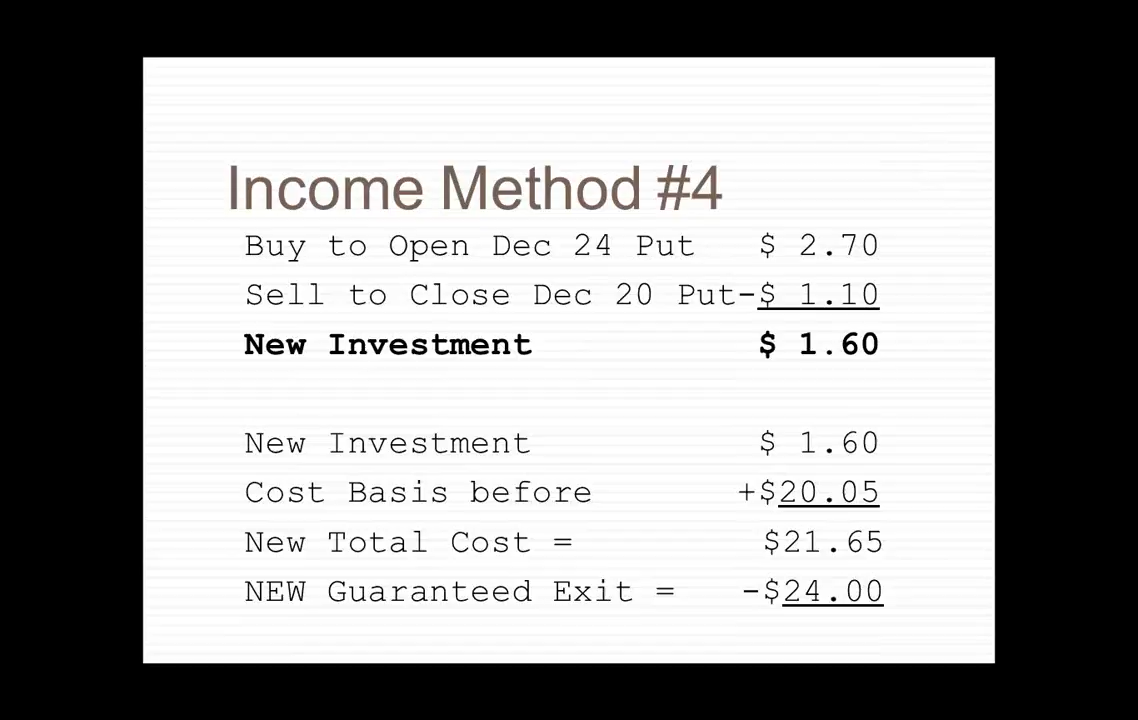 Income Method #4
Buy to Open Dec 24 Put $ 2.70
Sell to Close Dec 20 Put-$ 1.10
New Investment $ 1.60
New Investment $ 1.60
Cost Basis before +$20.05
New Total Cost = $21.65
NEW Guaranteed Exit = -$24.00